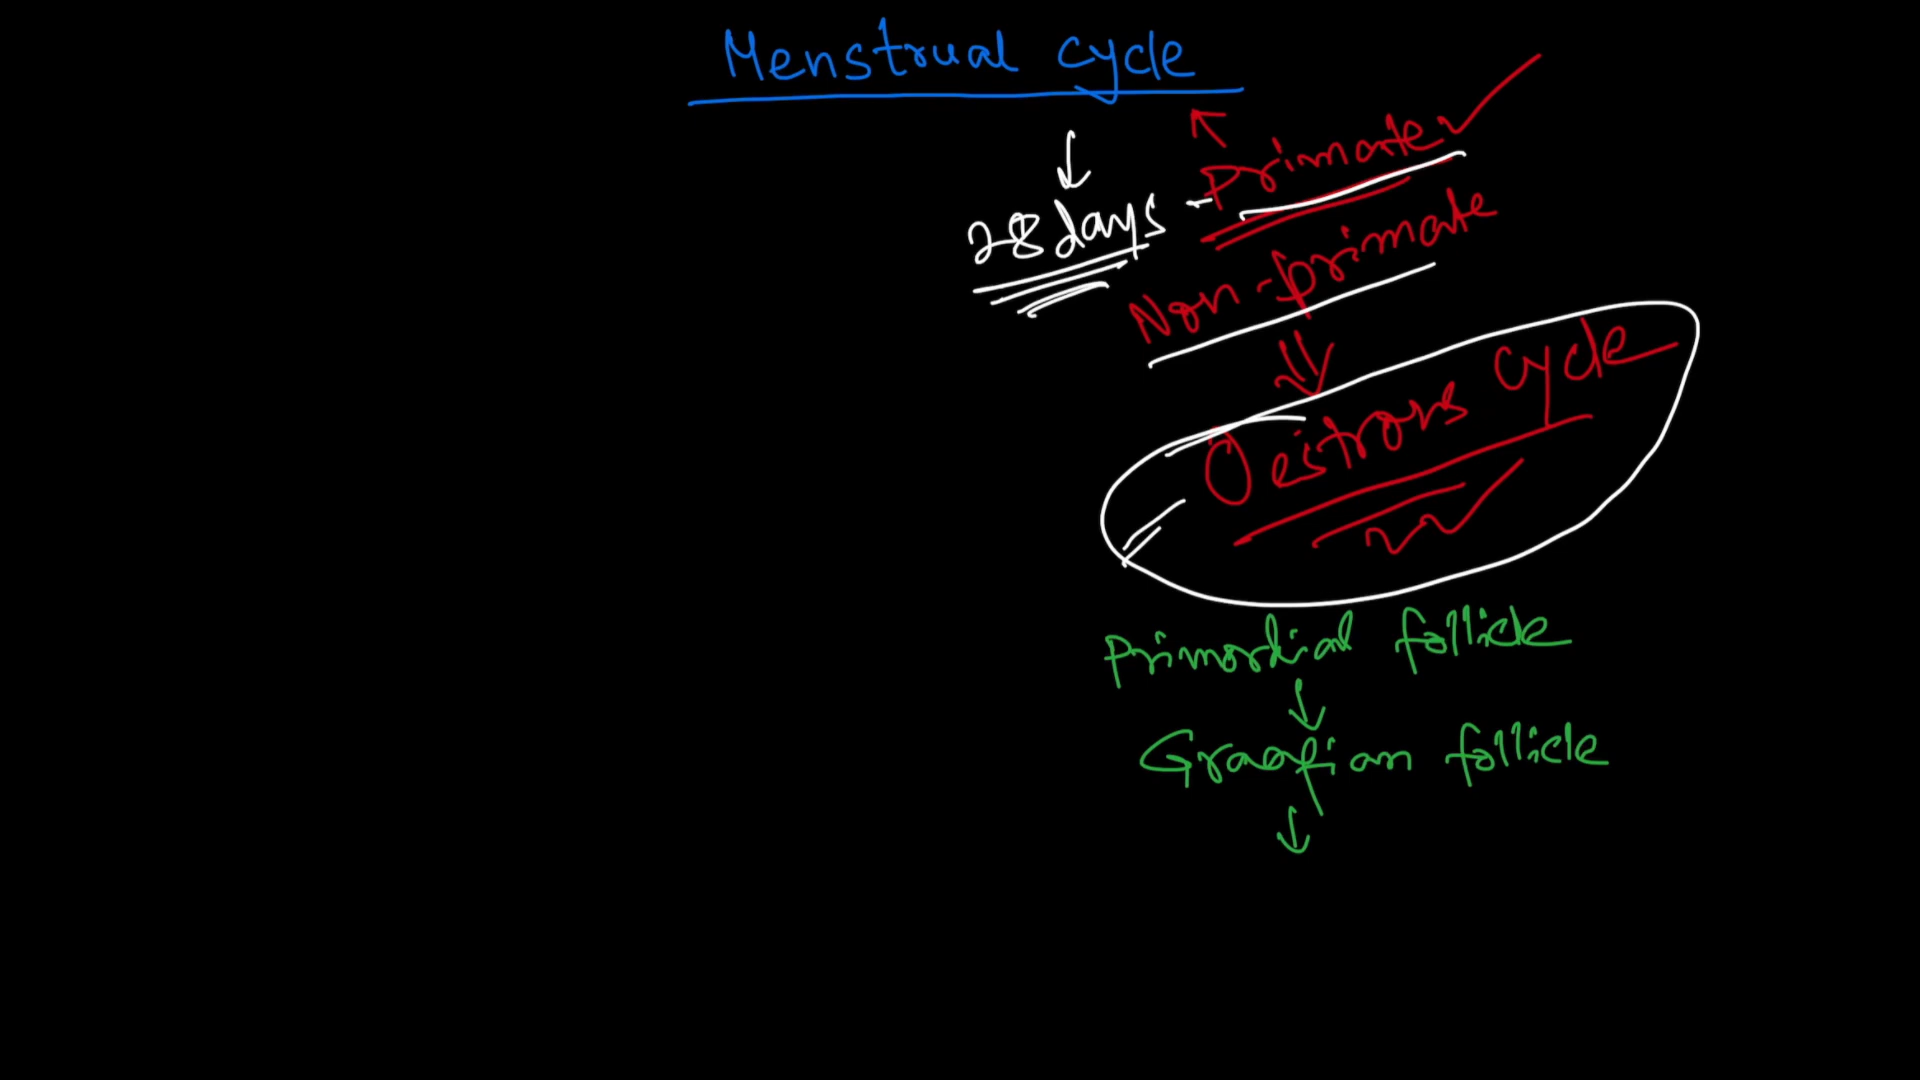 Menstrual cycle
28 days - Primate
Non-primate
Oestrous cycle
Primordial follicle
Graafian follicle